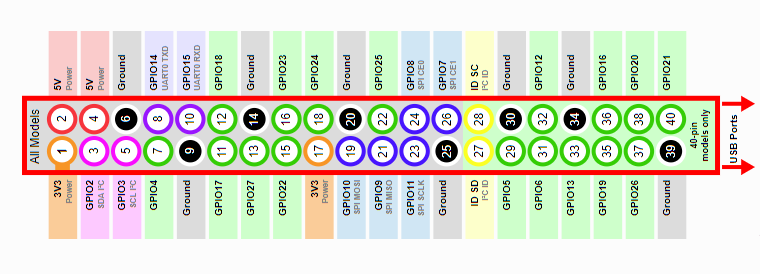 5V Power
5V Power
Ground
GPIO14 UART0 TXD
GPIO15 UART0 RXD
GPIO18
Ground
GPIO23
GPIO24
Ground
GPIO25
GPIO8 SPI CE0
GPIO7 SPI CE1
ID SC I²C ID
Ground
GPIO12
Ground
GPIO16
GPIO20
GPIO21
All Models
2 4 6 8 10 12 14 16 18 20 22 24 26 28 30 32 34 36 38 40
1 3 5 7 9 11 13 15 17 19 21 23 25 27 29 31 33 35 37 39
40-pin
models only
USB Ports
3V3 Power
GPIO2 SDA I²C
GPIO3 SCL I²C
GPIO4
Ground
GPIO17
GPIO27
GPIO22
3V3 Power
GPIO10 SPI MOSI
GPIO9 SPI MISO
GPIO11 SPI SCLK
Ground
ID SD I²C ID
GPIO5
GPIO6
GPIO13
GPIO19
GPIO26
Ground